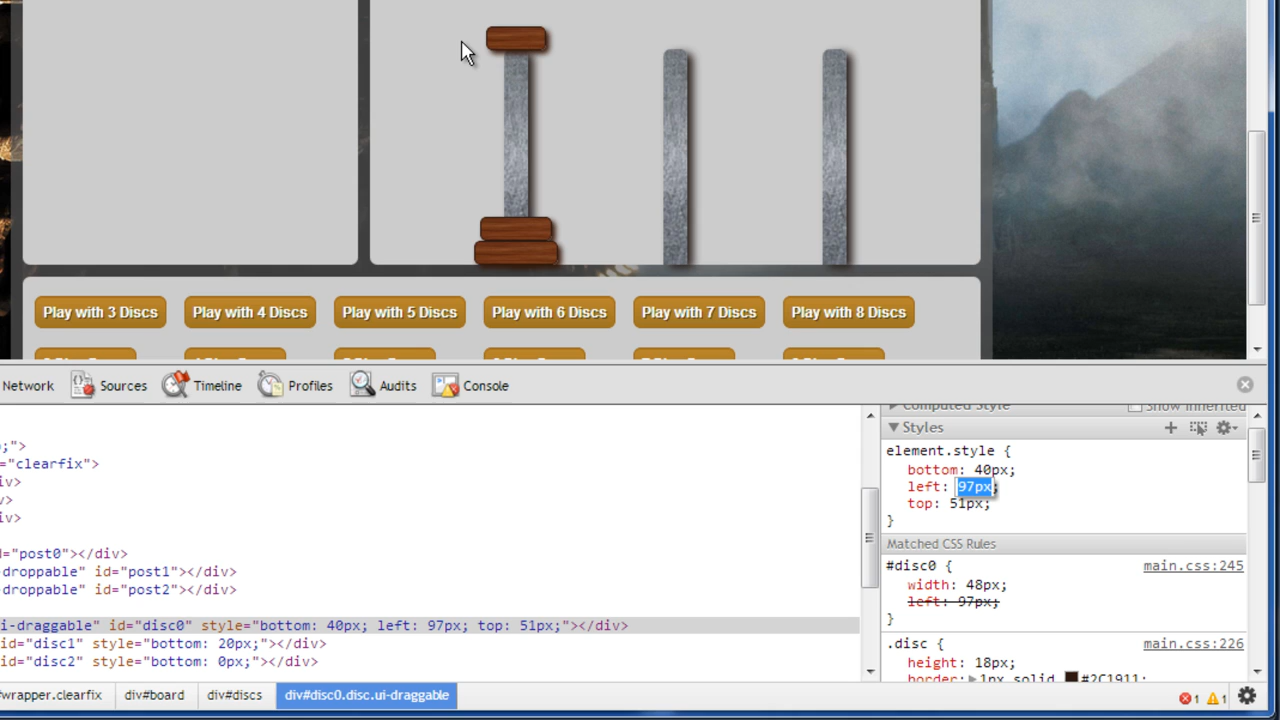 Play with 3 Discs Play with 4 Discs Play with 5 Discs Play with 6 Discs Play with 7 Discs Play with 8 Discs
Network Sources Timeline Profiles Audits Console
;">
="clearfix">
iv>
>
iv>
="post0"></div>
droppable" id="post1"></div>
droppable" id="post2"></div>
ui-draggable" id="disc0" style="bottom: 40px; left: 97px; top: 51px;"></div>
id="disc1" style="bottom: 20px;"></div>
id="disc2" style="bottom: 0px;"></div>
#wrapper.clearfix div#board div#discs div#disc0.disc.ui-draggable
Computed Style Show inherited
Styles
element.style {
bottom: 40px;
left: 97px;
top: 51px;
}
Matched CSS Rules
#disc0 { main.css:245
width: 48px;
left: 97px;
}
.disc { main.css:226
height: 18px;
border: 1px solid #2C1911;
1 1